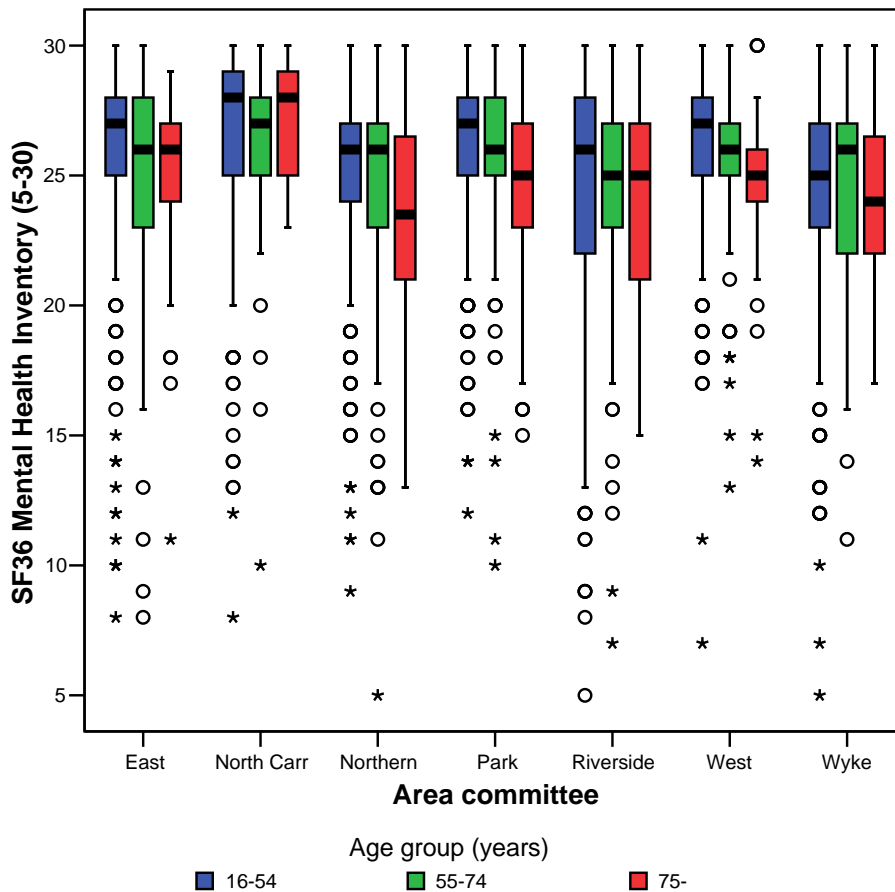 SF36 Mental Health Inventory (5-30)
30
25
20
15
10
5
East North Carr Northern Park Riverside West Wyke
Area committee
Age group (years)
16-54 55-74 75-